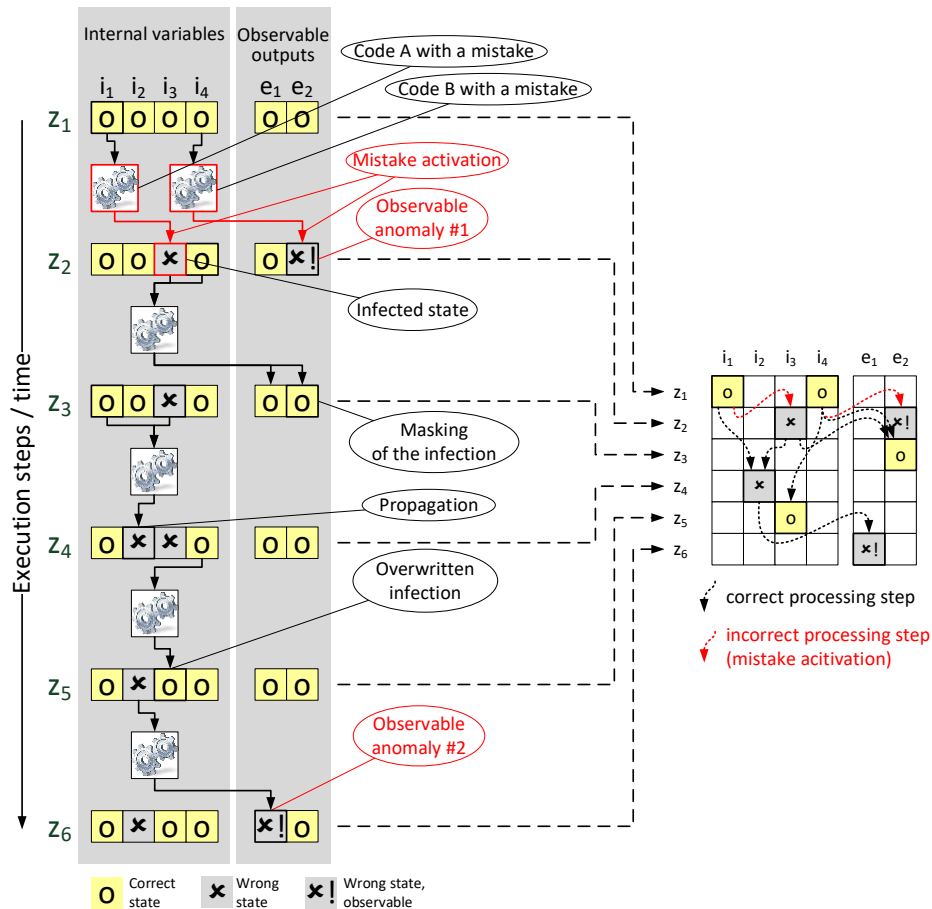 Internal variables
Observable
outputs
Code A with a mistake
Code B with a mistake
i1 i2 i3 i4
e1 e2
z1
o o o o
o o
Mistake activation
Observable
anomaly #1
z2
o o × o
o ×!
Infected state
z3
o o × o
o o
Masking
of the infection
Propagation
z4
o × × o
o o
Overwritten
infection
z5
o × o o
o o
Observable
anomaly #2
z6
o × o o
×! o
Execution steps / time
o Correct
state
× Wrong
state
×! Wrong state,
observable
i1 i2 i3 i4 e1 e2
z1 o o
z2 × ×!
z3 o
z4 ×
z5 o
z6 ×!
correct processing step
incorrect processing step
(mistake acitivation)